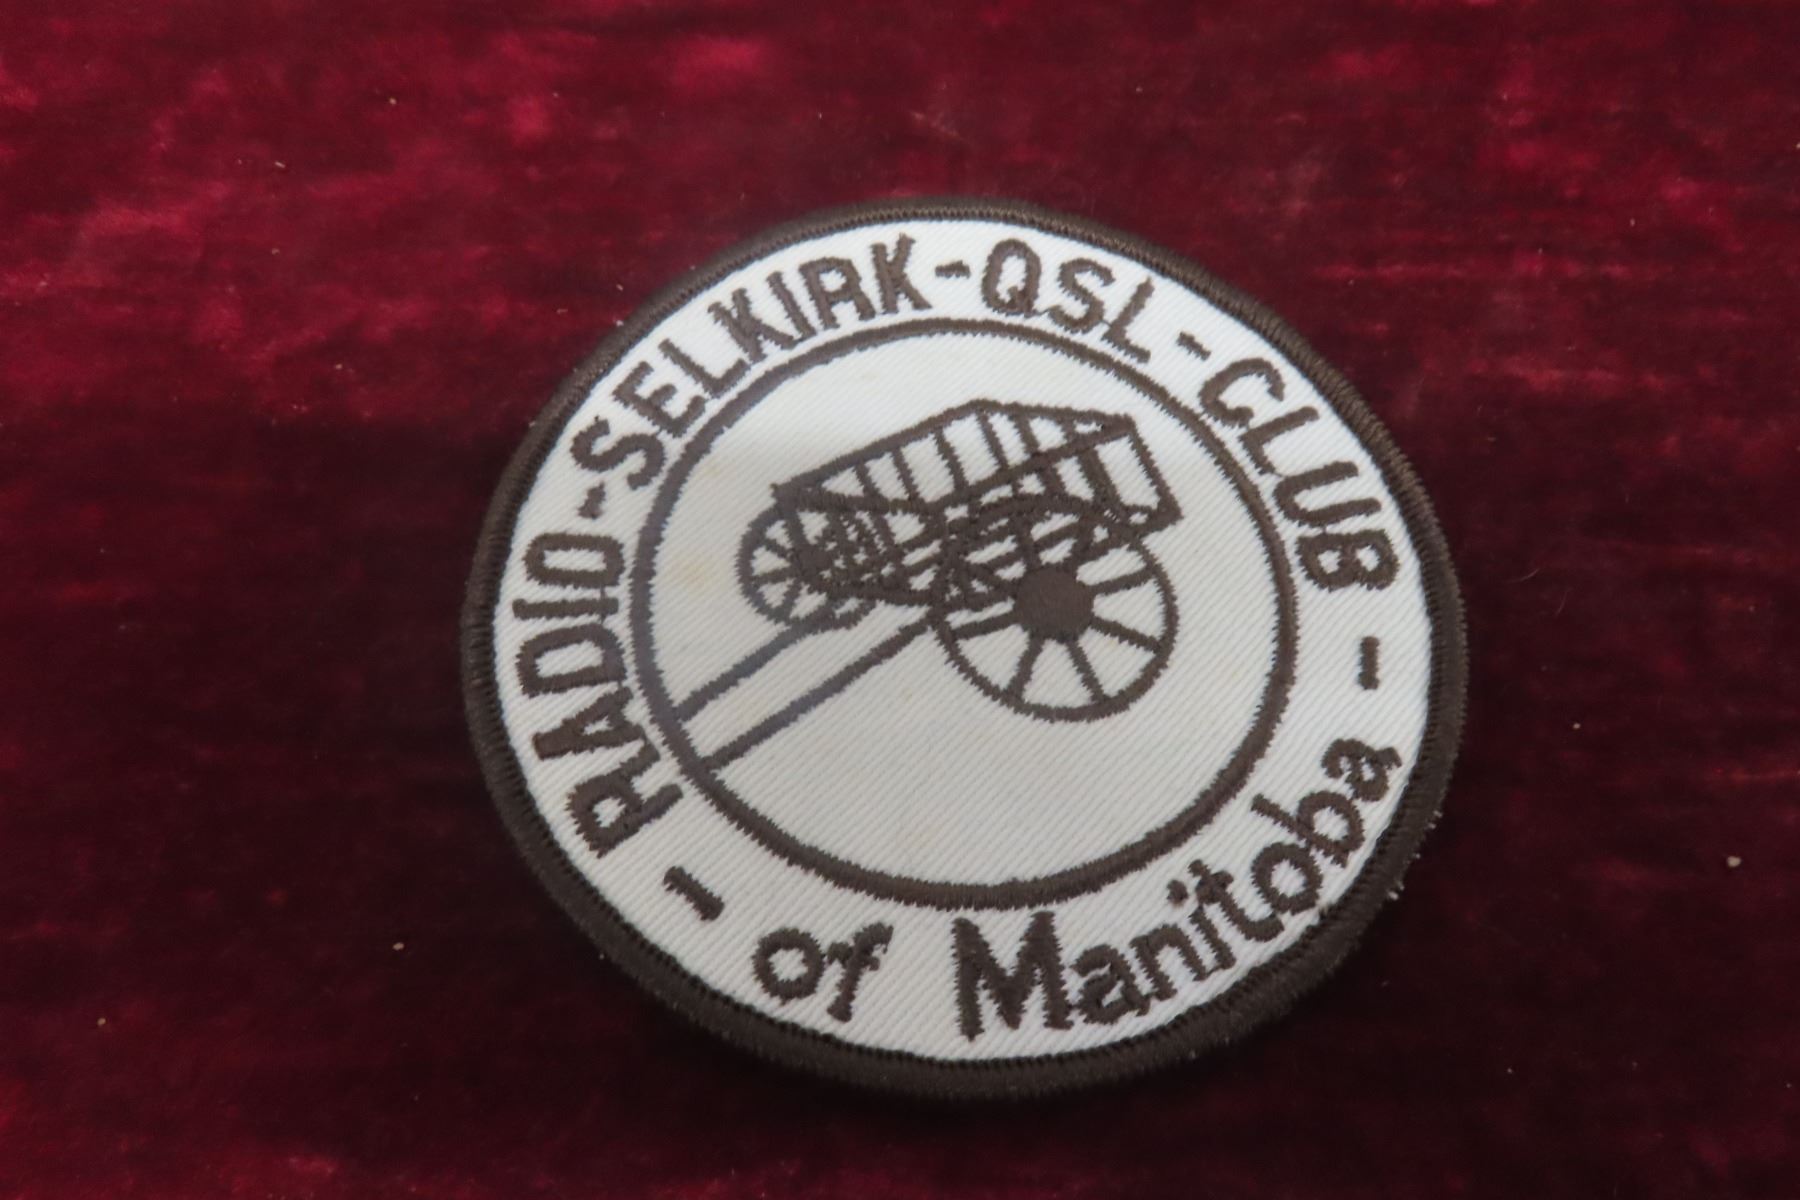 RADIO-SELKIRK-QSL-CLUB
- of Manitoba -